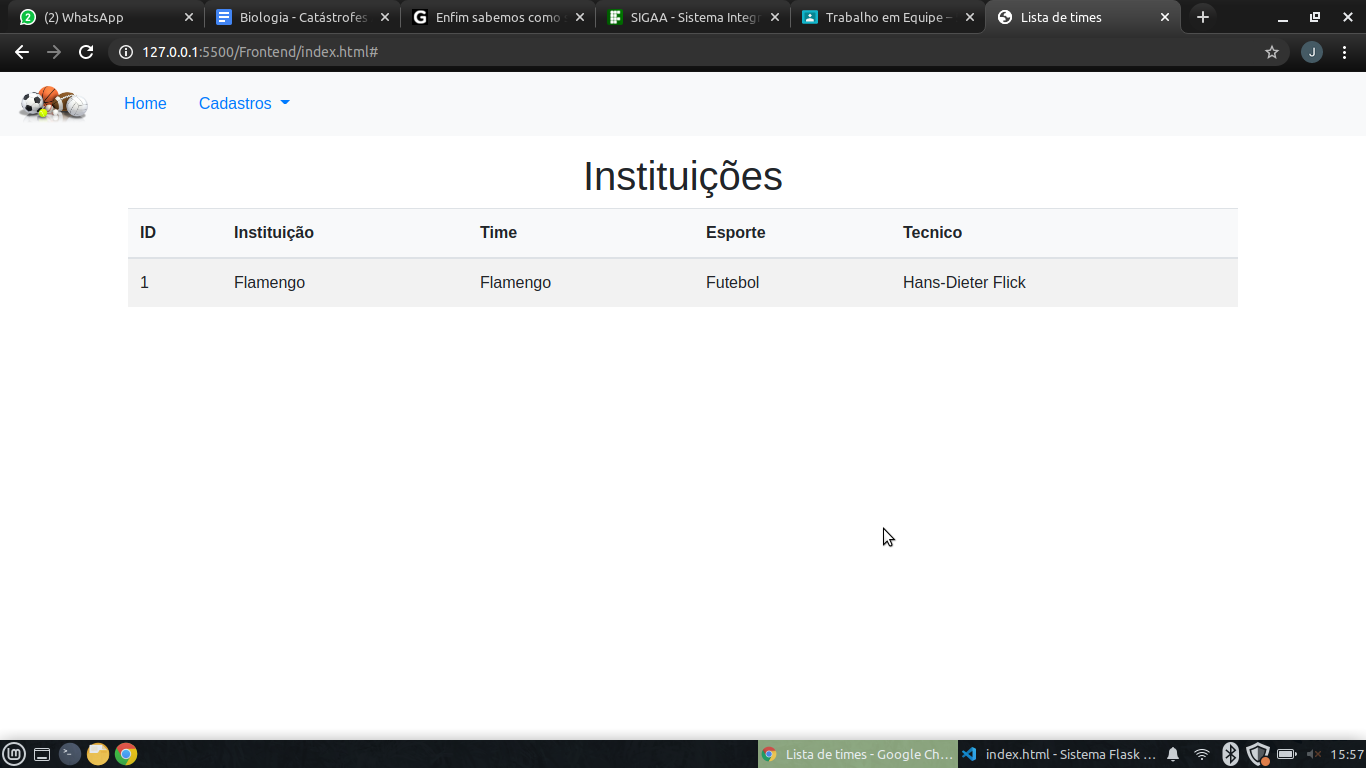 (2) WhatsApp
Biologia - Catástrofes
Enfim sabemos como
SIGAA - Sistema Integr
Trabalho em Equipe –
Lista de times
127.0.0.1:5500/Frontend/index.html#
J
Home Cadastros
Instituições
ID Instituição Time Esporte Tecnico
1 Flamengo Flamengo Futebol Hans-Dieter Flick
Lista de times - Google Ch...
index.html - Sistema Flask ...
15:57